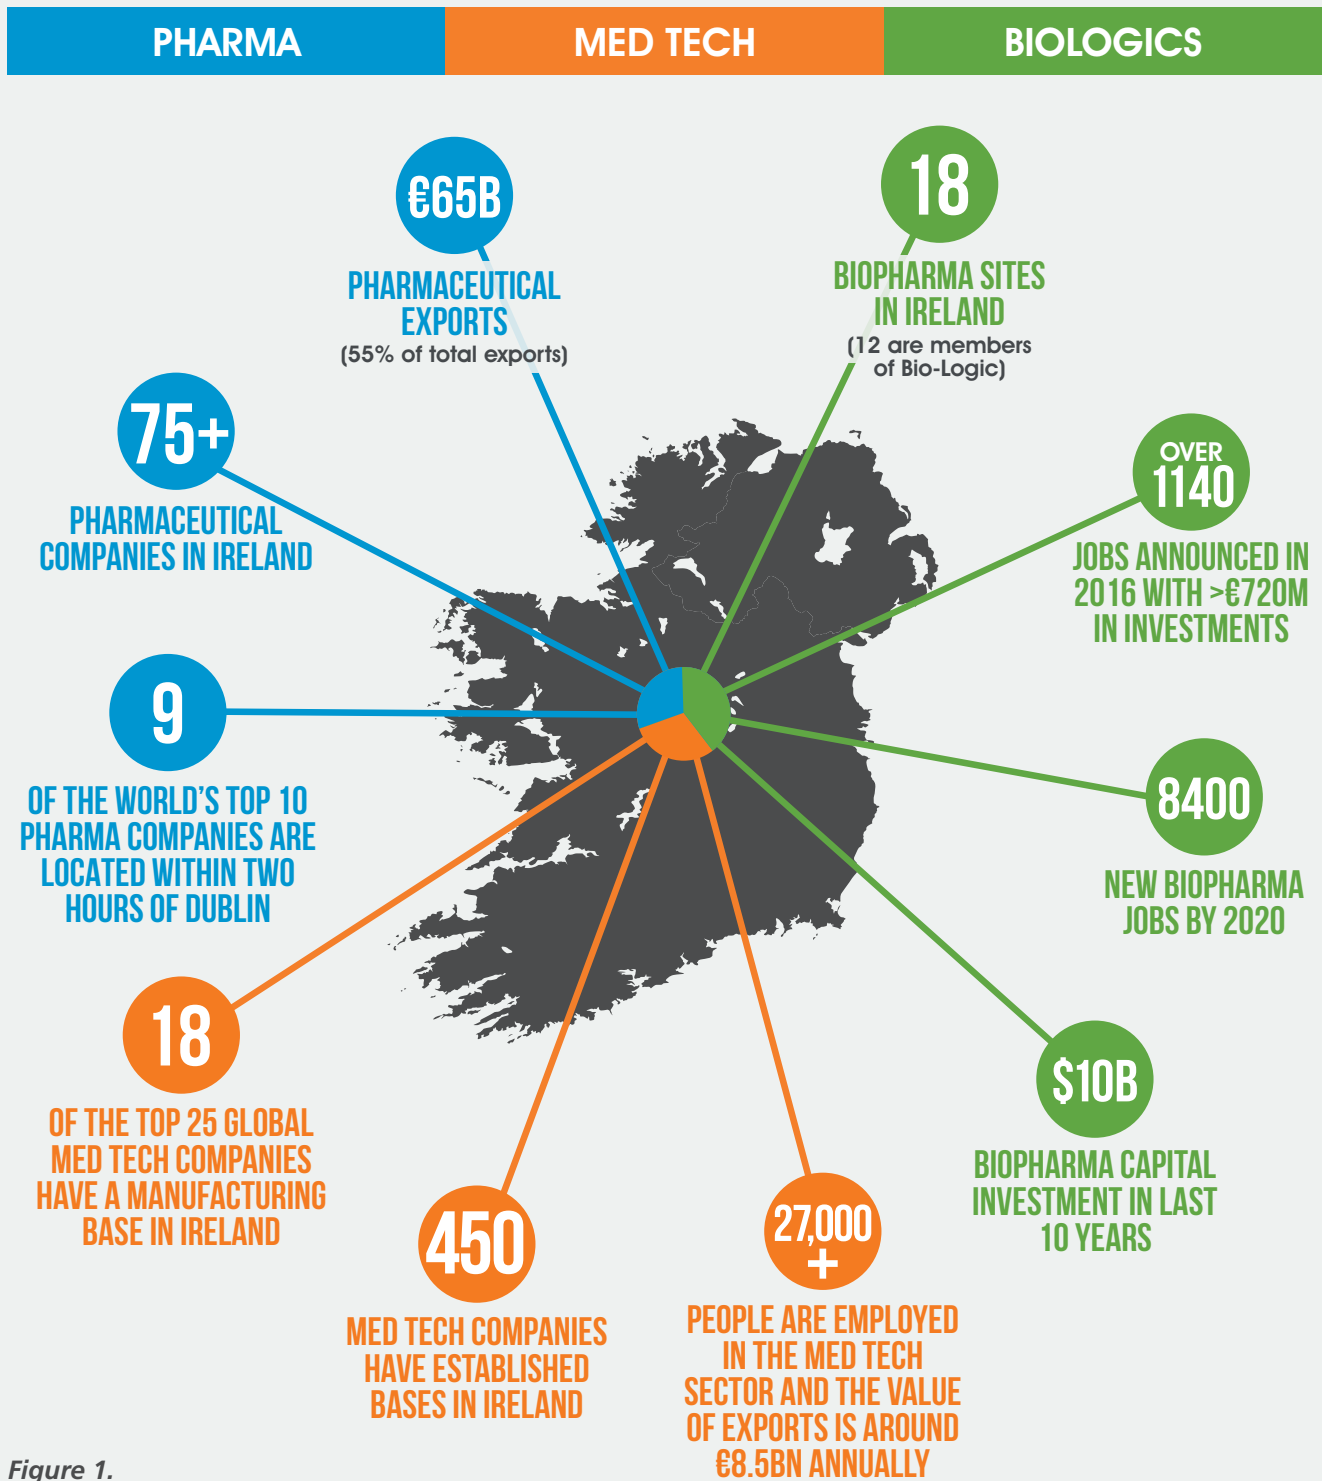 PHARMA
MED TECH
BIOLOGICS
€65B
PHARMACEUTICAL
EXPORTS
(55% of total exports)
18
BIOPHARMA SITES
IN IRELAND
(12 are members
of Bio-Logic)
75+
PHARMACEUTICAL
COMPANIES IN IRELAND
OVER
1140
JOBS ANNOUNCED IN
2016 WITH >€720M
IN INVESTMENTS
9
OF THE WORLD'S TOP 10
PHARMA COMPANIES ARE
LOCATED WITHIN TWO
HOURS OF DUBLIN
8400
NEW BIOPHARMA
JOBS BY 2020
18
OF THE TOP 25 GLOBAL
MED TECH COMPANIES
HAVE A MANUFACTURING
BASE IN IRELAND
$10B
BIOPHARMA CAPITAL
INVESTMENT IN LAST
10 YEARS
450
MED TECH COMPANIES
HAVE ESTABLISHED
BASES IN IRELAND
27,000
+
PEOPLE ARE EMPLOYED
IN THE MED TECH
SECTOR AND THE VALUE
OF EXPORTS IS AROUND
€8.5BN ANNUALLY
Figure 1.